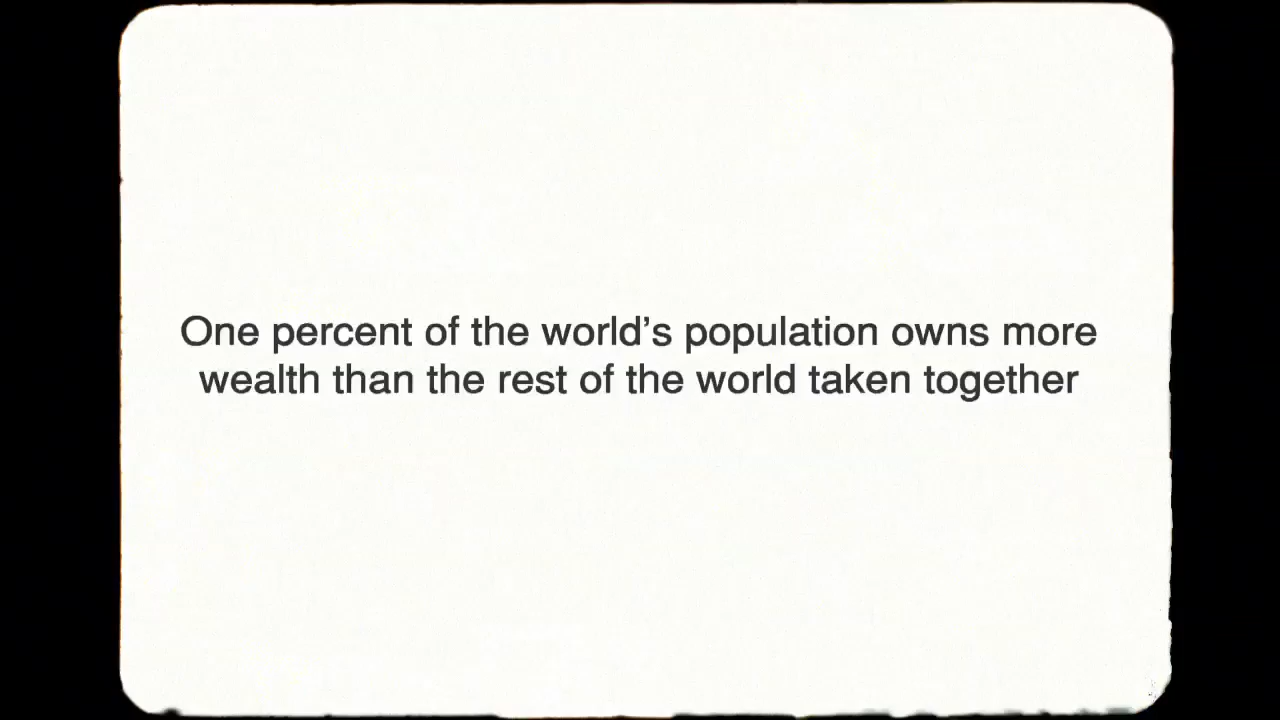 One percent of the world’s population owns more
wealth than the rest of the world taken together